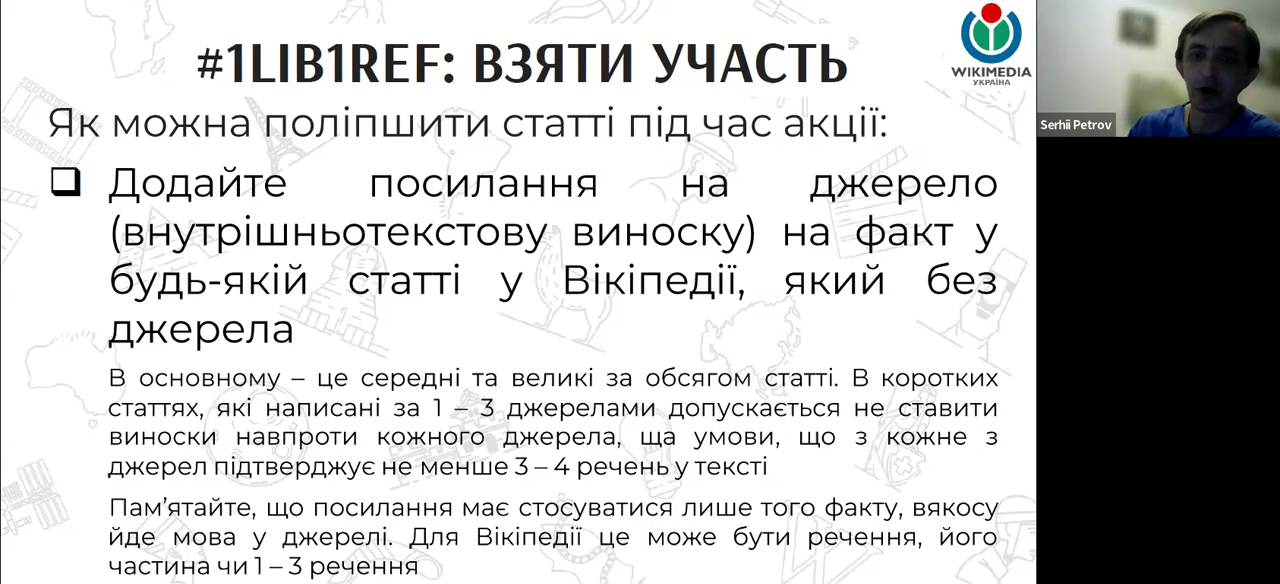 #1LIB1REF: ВЗЯТИ УЧАСТЬ
WIKIMEDIA
УКРАЇНА
Serhii Petrov
Як можна поліпшити статті під час акції:
Додайте посилання на джерело
(внутрішньотекстову виноску) на факт у
будь-якій статті у Вікіпедії, який без
джерела
В основному – це середні та великі за обсягом статті. В коротких
статтях, які написані за 1 – 3 джерелами допускається не ставити
виноски навпроти кожного джерела, ща умови, що з кожне з
джерел підтверджує не менше 3 – 4 речень у тексті
Пам’ятайте, що посилання має стосуватися лише того факту, вякосу
йде мова у джерелі. Для Вікіпедії це може бути речення, його
частина чи 1 – 3 речення